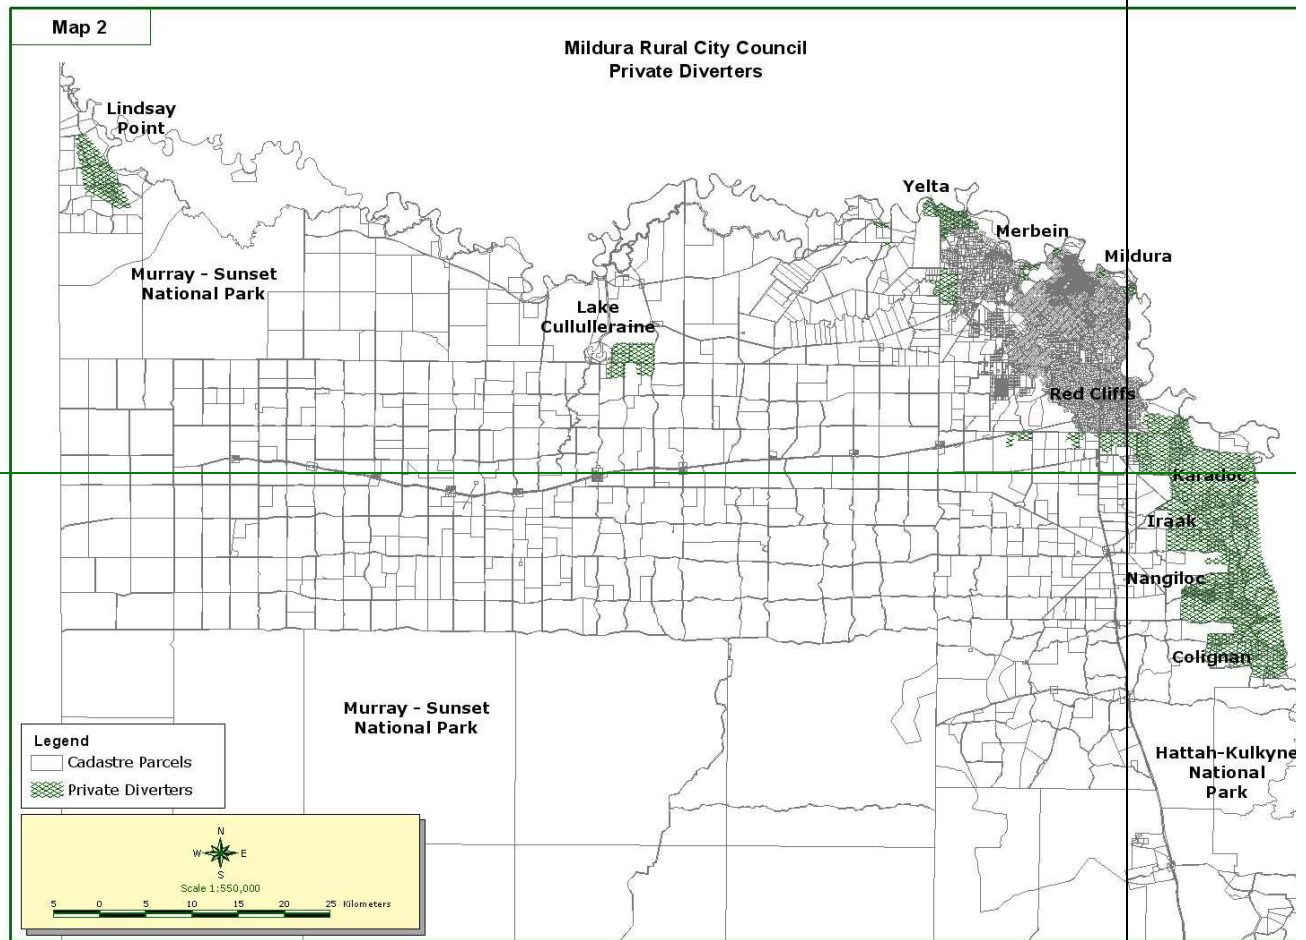 Map 2
Mildura Rural City Council
Private Diverters
Lindsay
Point
Yelta
Merbein
Mildura
Murray - Sunset
National Park
Lake
Cullulleraine
Red Cliffs
Karadoc
Iraak
Nangiloc
Colignan
Murray - Sunset
National Park
Hattah-Kulkyne
National
Park
Legend
Cadastre Parcels
Private Diverters
N
W E
S
Scale 1:550,000
5 0 5 10 15 20 25 Kilometers